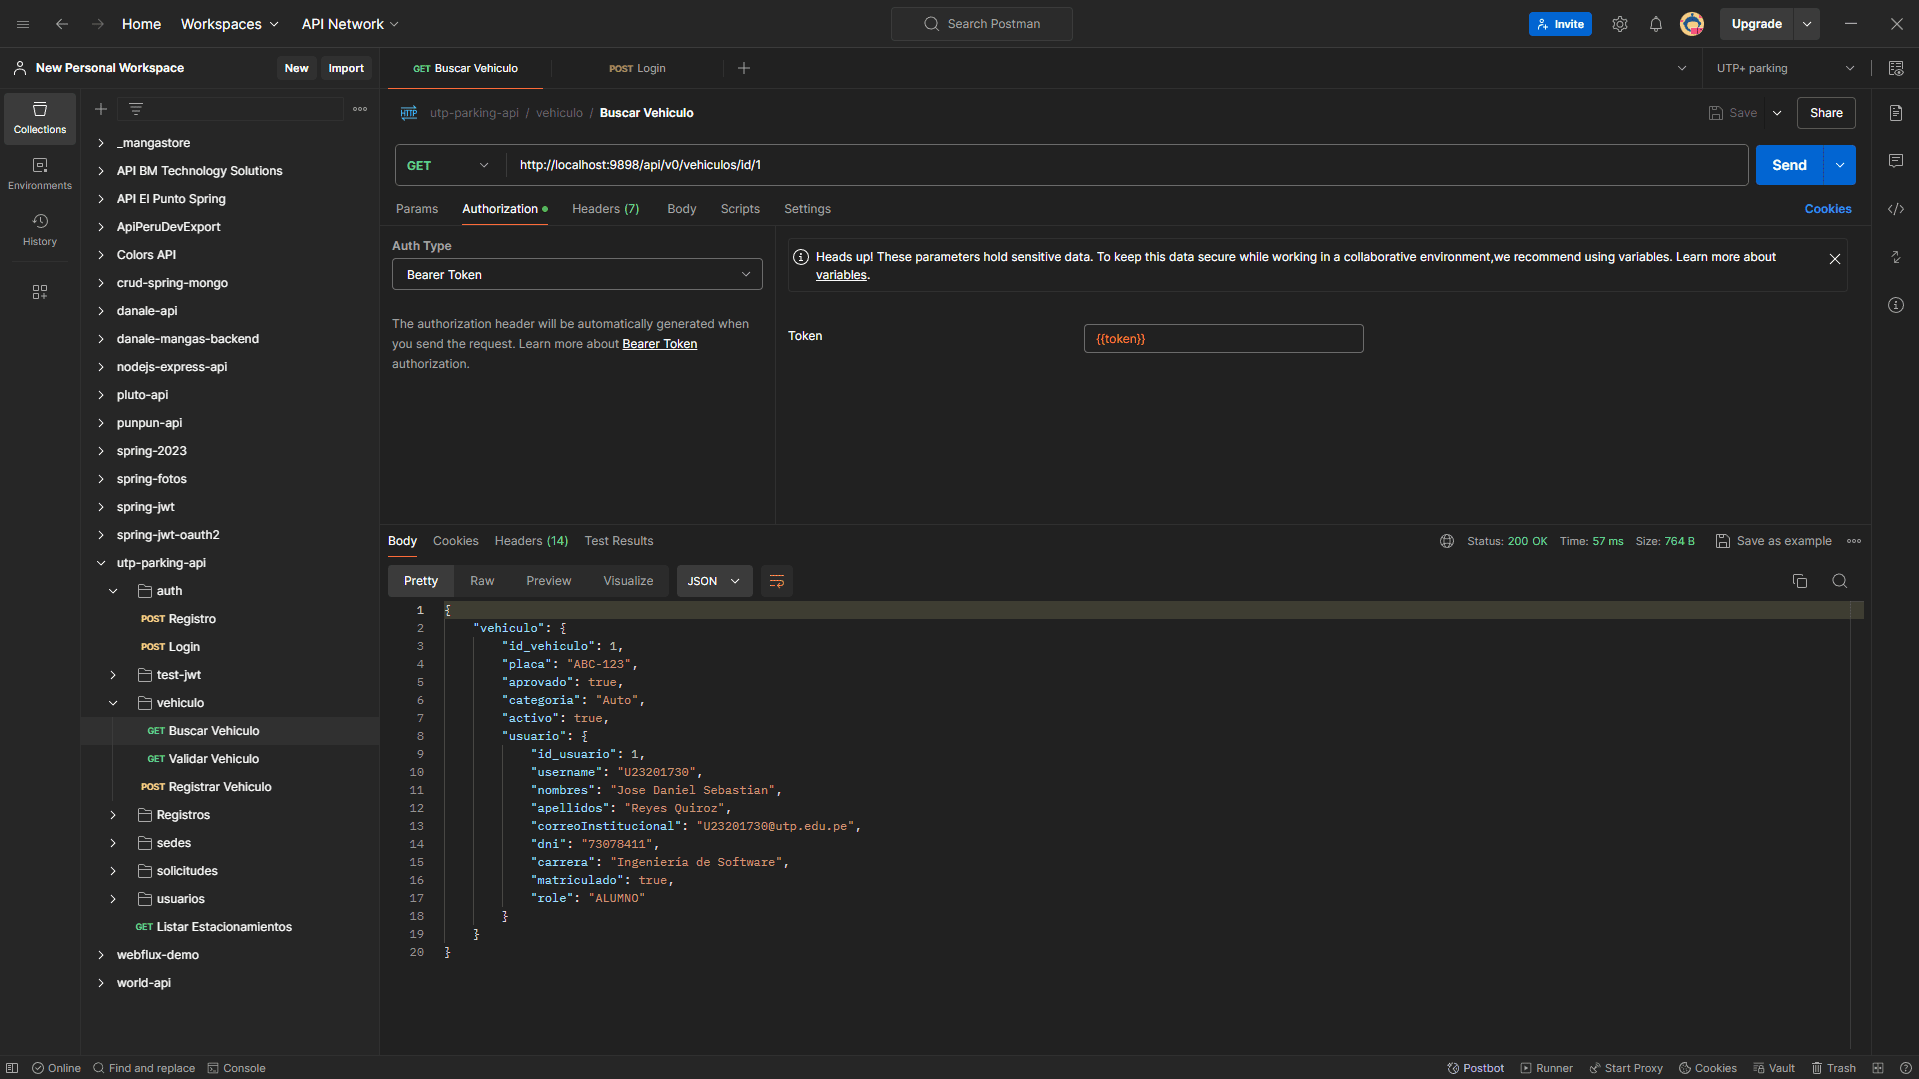 Home Workspaces API Network Search Postman Invite Upgrade
New Personal Workspace New Import GET Buscar Vehiculo POST Login UTP+ parking
Collections
Environments
History
_mangastore
API BM Technology Solutions
API El Punto Spring
ApiPeruDevExport
Colors API
crud-spring-mongo
danale-api
danale-mangas-backend
nodejs-express-api
pluto-api
punpun-api
spring-2023
spring-fotos
spring-jwt
spring-jwt-oauth2
utp-parking-api
auth
POST Registro
POST Login
test-jwt
vehiculo
GET Buscar Vehiculo
GET Validar Vehiculo
POST Registrar Vehiculo
Registros
sedes
solicitudes
usuarios
GET Listar Estacionamientos
webflux-demo
world-api
HTTP utp-parking-api / vehiculo / Buscar Vehiculo Save Share
GET http://localhost:9898/api/v0/vehiculos/id/1 Send
Params Authorization Headers (7) Body Scripts Settings Cookies
Auth Type
Bearer Token
The authorization header will be automatically generated when
you send the request. Learn more about Bearer Token
authorization.
Heads up! These parameters hold sensitive data. To keep this data secure while working in a collaborative environment,we recommend using variables. Learn more about
variables.
Token {{token}}
Body Cookies Headers (14) Test Results Status: 200 OK Time: 57 ms Size: 764 B Save as example
Pretty Raw Preview Visualize JSON
1 {
2 "vehiculo": {
3 "id_vehiculo": 1,
4 "placa": "ABC-123",
5 "aprovado": true,
6 "categoria": "Auto",
7 "activo": true,
8 "usuario": {
9 "id_usuario": 1,
10 "username": "U23201730",
11 "nombres": "Jose Daniel Sebastian",
12 "apellidos": "Reyes Quiroz",
13 "correoInstitucional": "U23201730@utp.edu.pe",
14 "dni": "73078411",
15 "carrera": "Ingeniería de Software",
16 "matriculado": true,
17 "role": "ALUMNO"
18 }
19 }
20 }
Online Find and replace Console Postbot Runner Start Proxy Cookies Vault Trash